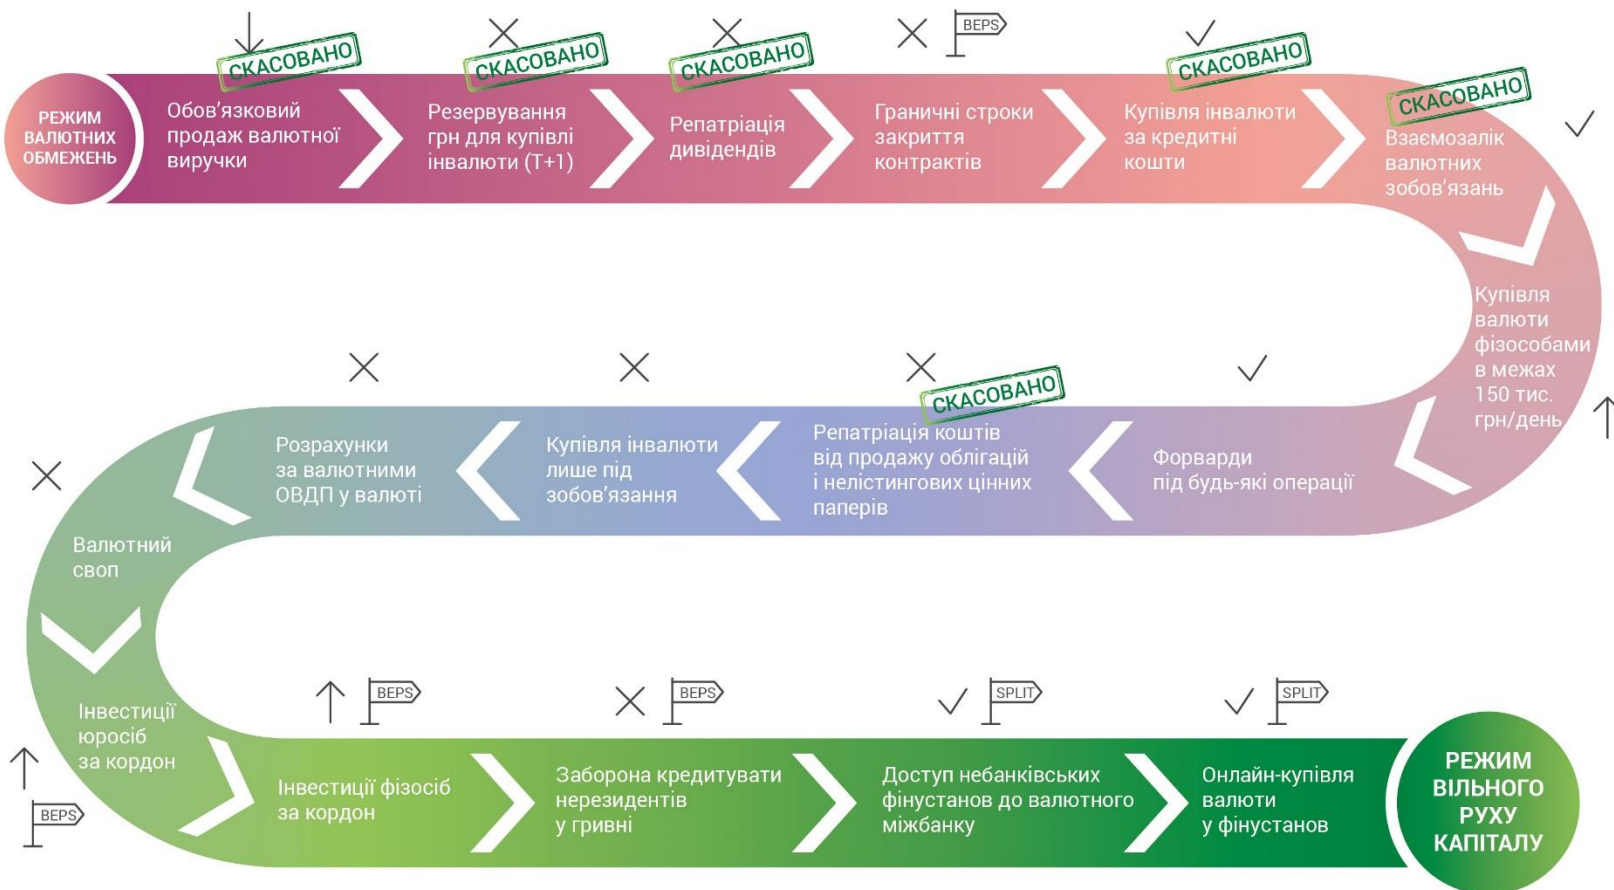 РЕЖИМ
ВАЛЮТНИХ
ОБМЕЖЕНЬ
СКАСОВАНО
Обов'язковий
продаж валютної
виручки
СКАСОВАНО
Резервування
грн для купівлі
інвалюти (Т+1)
СКАСОВАНО
Репатріація
дивідендів
BEPS
Граничні строки
закриття
контрактів
СКАСОВАНО
Купівля інвалюти
за кредитні
кошти
СКАСОВАНО
Взаємозалік
валютних
зобов'язань
Купівля
валюти
фізособами
в межах
150 тис.
грн/день
Форварди
під будь-які операції
СКАСОВАНО
Репатріація коштів
від продажу облігацій
і нелістингових цінних
паперів
Купівля інвалюти
лише під
зобов'язання
Розрахунки
за валютними
ОВДП у валюті
Валютний
своп
Інвестиції
юросіб
за кордон
BEPS
BEPS
Інвестиції фізосіб
за кордон
BEPS
Заборона кредитувати
нерезидентів
у гривні
SPLIT
Доступ небанківських
фінустанов до валютного
міжбанку
SPLIT
Онлайн-купівля
валюти
у фінустанов
РЕЖИМ
ВІЛЬНОГО
РУХУ
КАПІТАЛУ